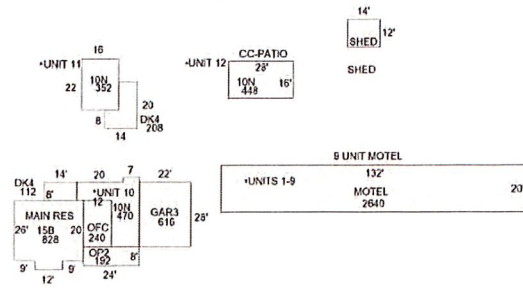 14'
12'
SHED
SHED
16
*UNIT 11
10N
352
22
20
8
DK4
208
14
CC-PATIO
*UNIT 12
28'
10N
448
16'
9 UNIT MOTEL
132'
*UNITS 1-9
MOTEL
2640
20'
14'
20
7
22'
DK4
112
8'
*UNIT 10
12
10N
470
MAIN RES
15B
828
26'
20
OFC
240
GAR3
616
28'
OP2
192
8'
9'
9'
12'
24'